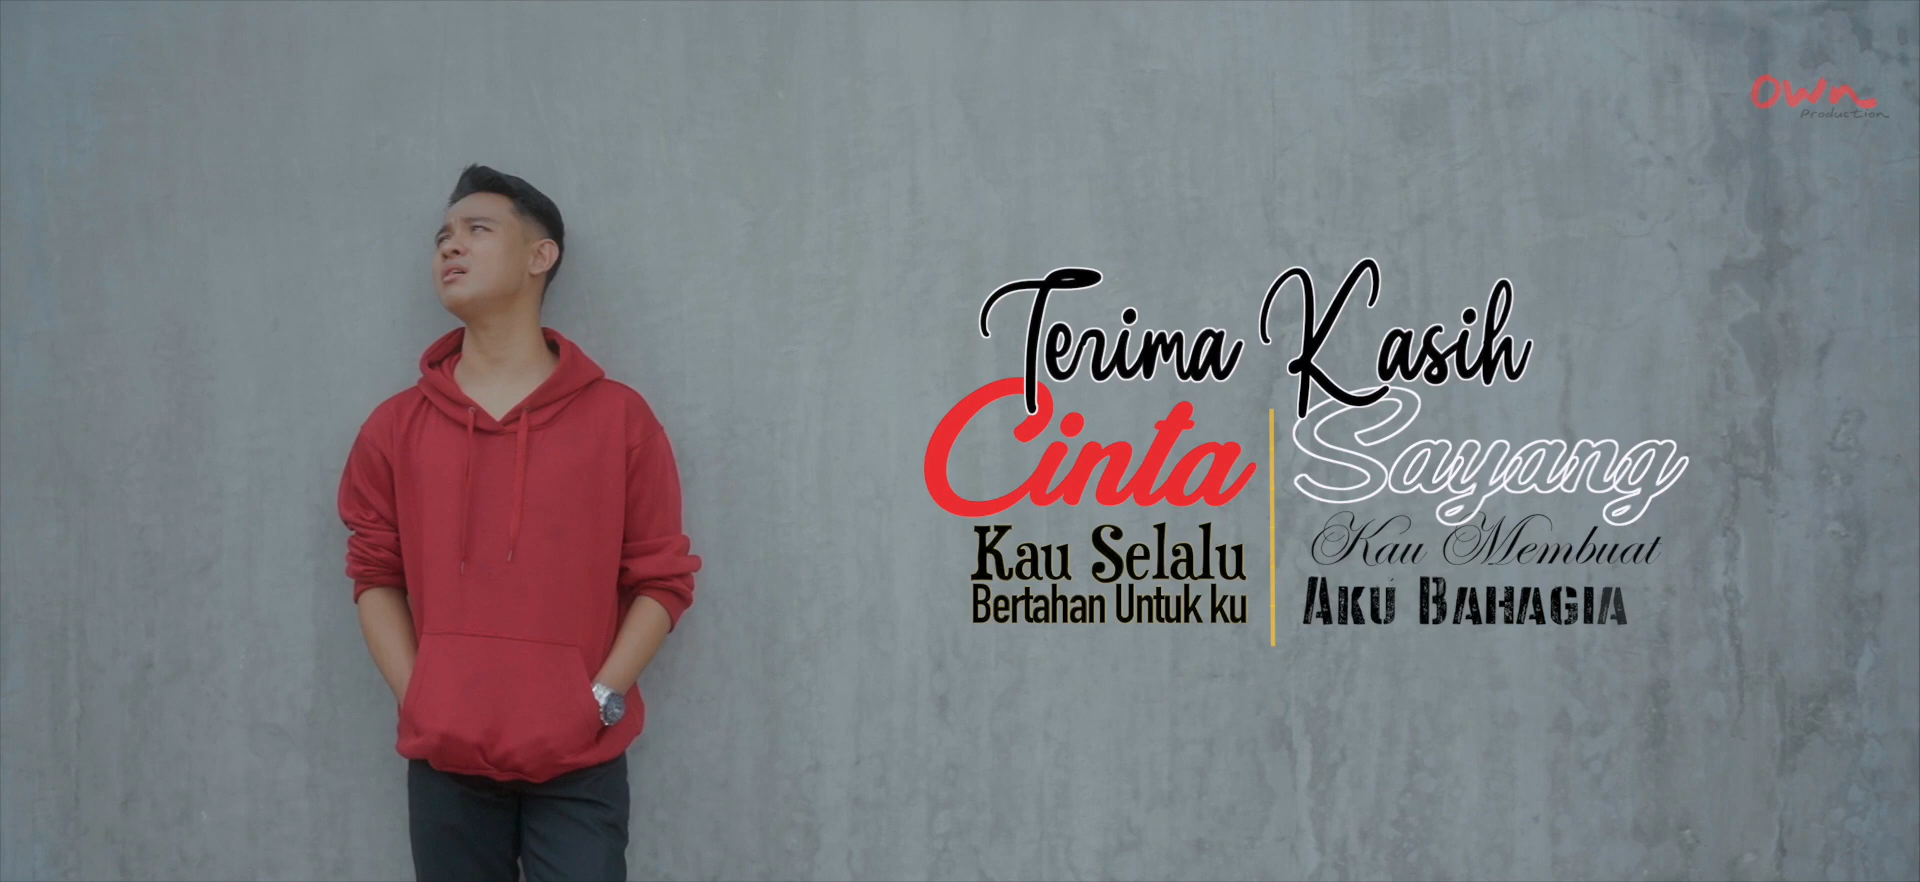 Own
Production
Terima Kasih
Cinta
Kau Selalu
Bertahan Untuk ku
Sayang
Kau Membuat
Aku Bahagia